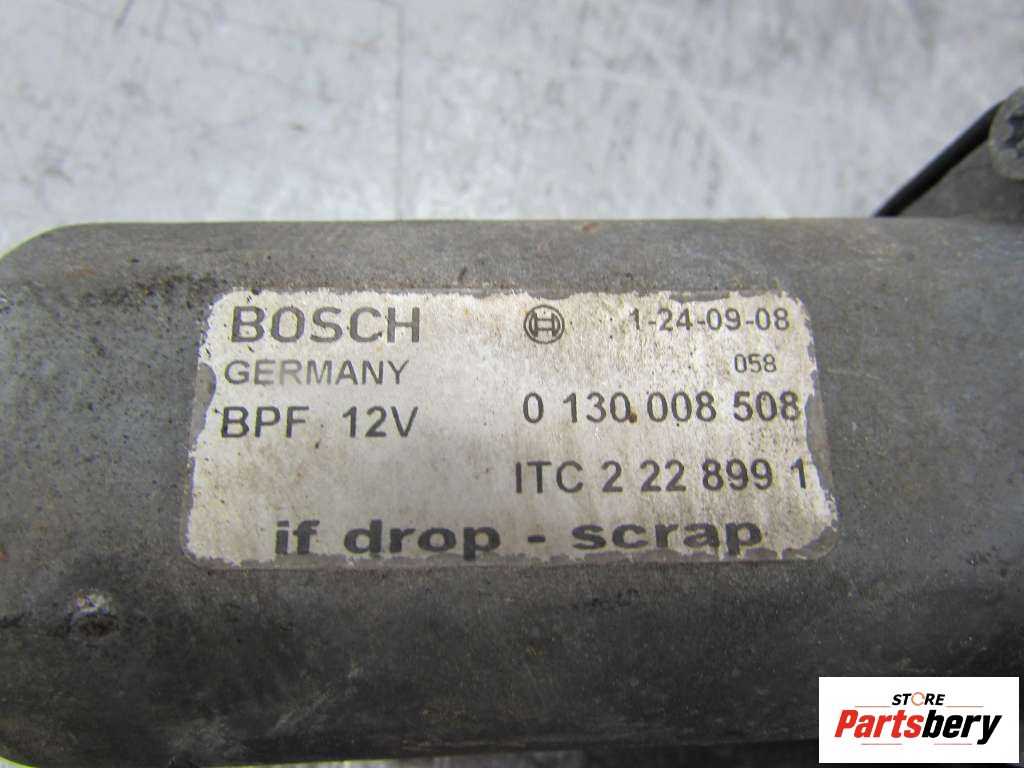 BOSCH 1-24-09-08
GERMANY 058
BPF 12V 0 130 008 508
ITC 2 22 899 1
if drop - scrap
STORE
Partsbery